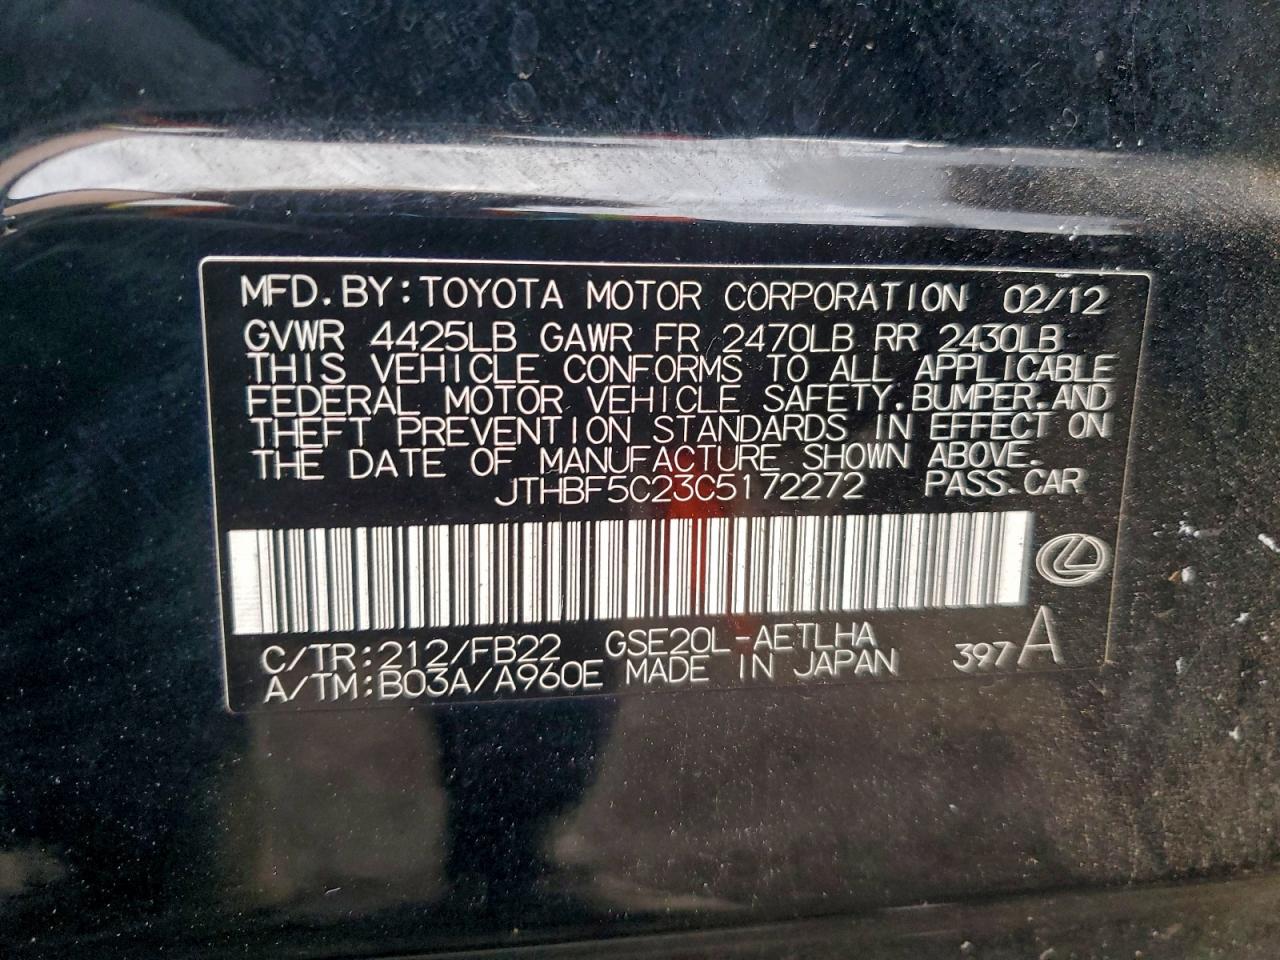 MFD.BY:TOYOTA MOTOR CORPORATION 02/12
GVWR 4425LB GAWR FR 2470LB RR 2430LB
THIS VEHICLE CONFORMS TO ALL APPLICABLE
FEDERAL MOTOR VEHICLE SAFETY,BUMPER,AND
THEFT PREVENTION STANDARDS IN EFFECT ON
THE DATE OF MANUFACTURE SHOWN ABOVE.
JTHBF5C23C5172272 PASS.CAR
C/TR:212/FB22 GSE20L-AETLHA
A/TM:B03A/A960E MADE IN JAPAN 397A